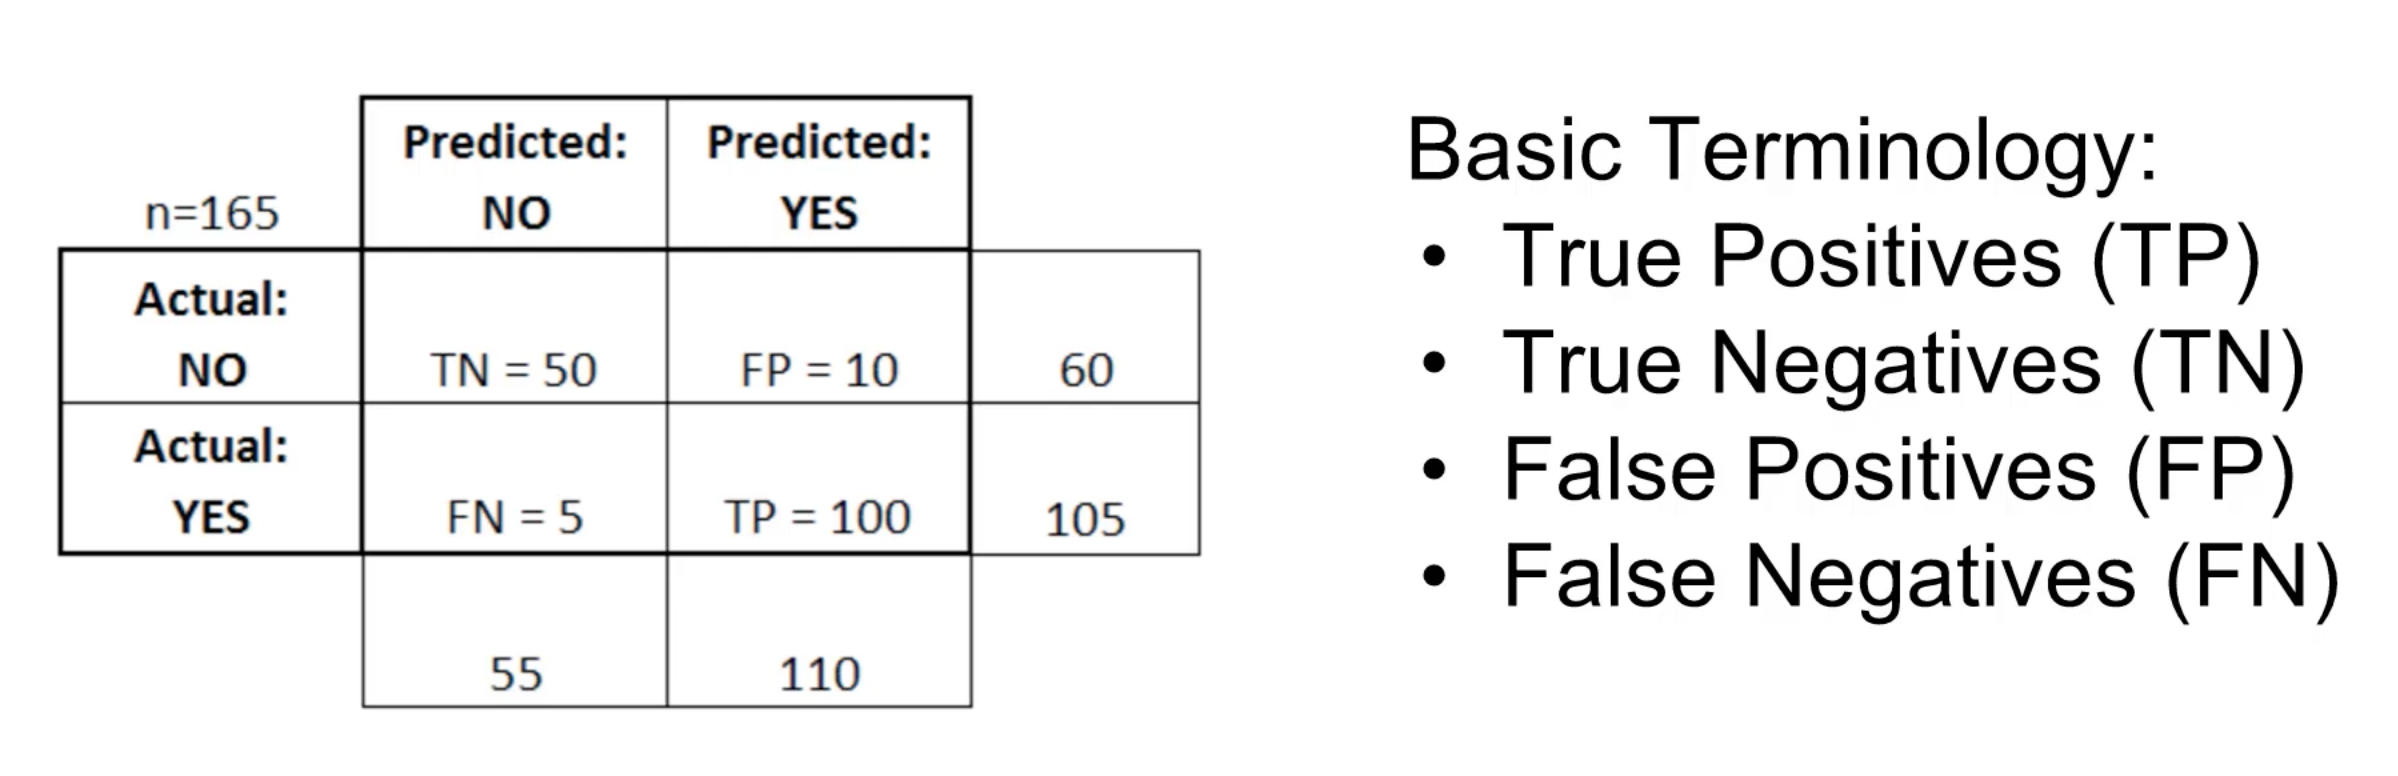 Predicted: Predicted:
n=165 NO YES
Actual:
NO TN = 50 FP = 10 60
Actual:
YES FN = 5 TP = 100 105
55 110
Basic Terminology:
• True Positives (TP)
• True Negatives (TN)
• False Positives (FP)
• False Negatives (FN)